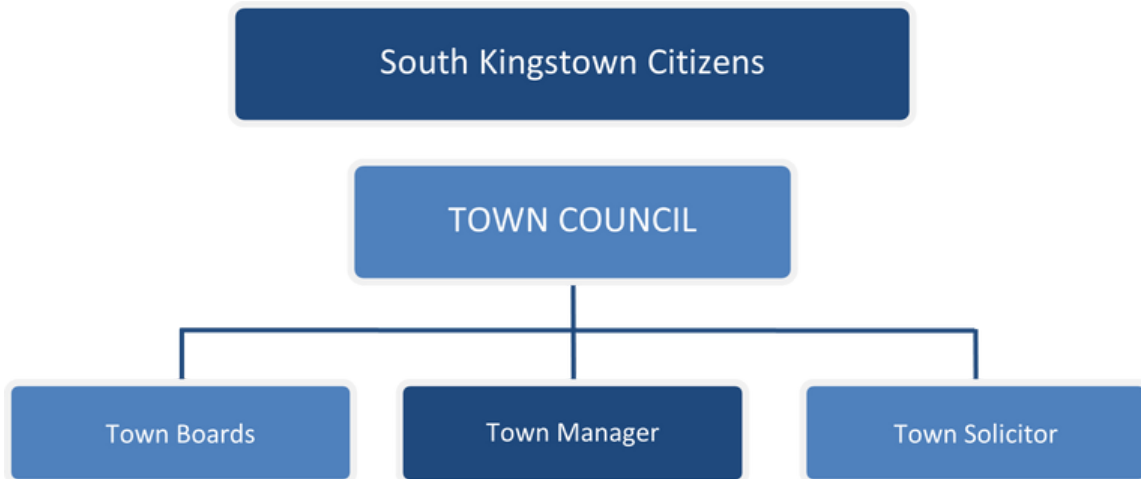 South Kingstown Citizens
TOWN COUNCIL
Town Boards
Town Manager
Town Solicitor